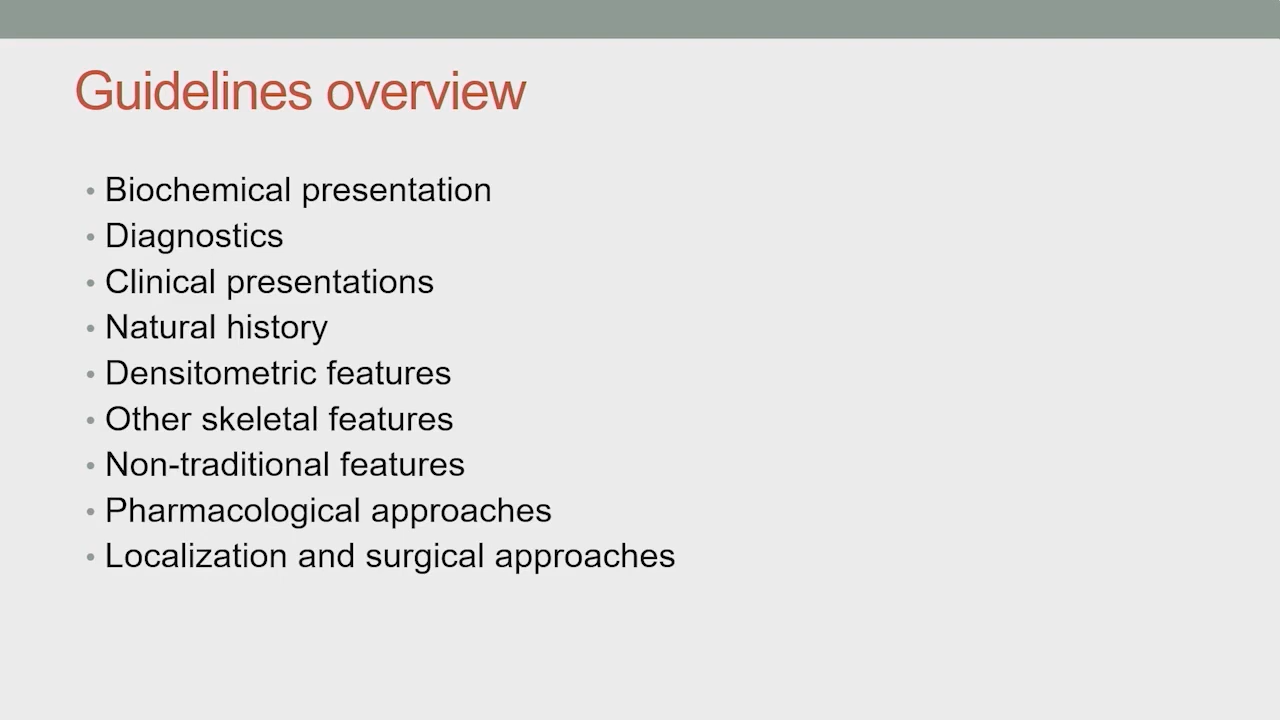 Guidelines overview
• Biochemical presentation
• Diagnostics
• Clinical presentations
• Natural history
• Densitometric features
• Other skeletal features
• Non-traditional features
• Pharmacological approaches
• Localization and surgical approaches